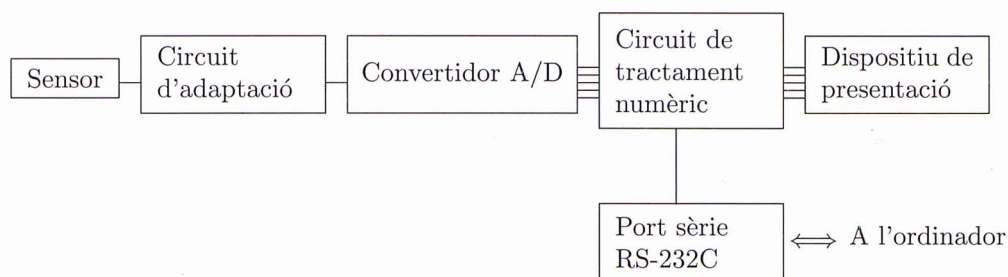 Sensor
Circuit
d'adaptació
Convertidor A/D
Circuit de
tractament
numèric
Dispositiu de
presentació
Port sèrie
RS-232C
⟺ A l'ordinador